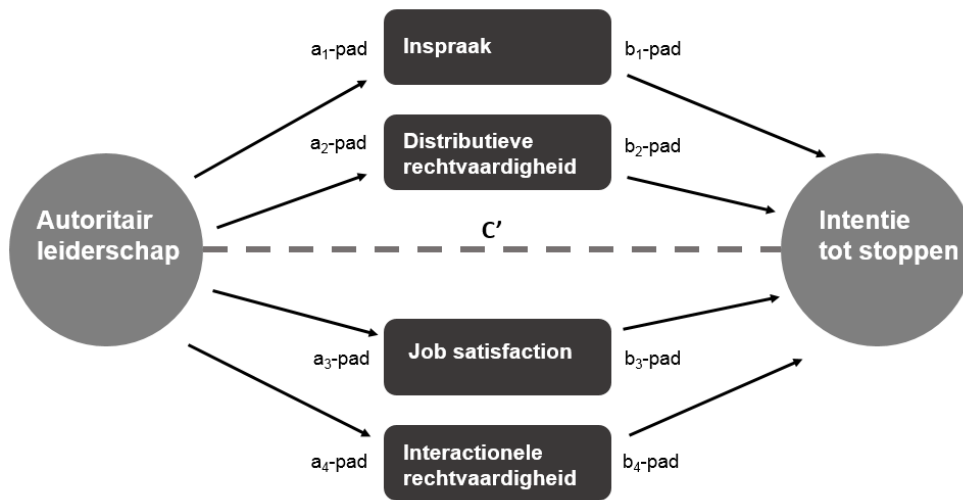 a₁-pad
Inspraak
b₁-pad
a₂-pad
Distributieve
rechtvaardigheid
b₂-pad
Autoritair
leiderschap
C’
Intentie
tot stoppen
a₃-pad
Job satisfaction
b₃-pad
a₄-pad
Interactionele
rechtvaardigheid
b₄-pad